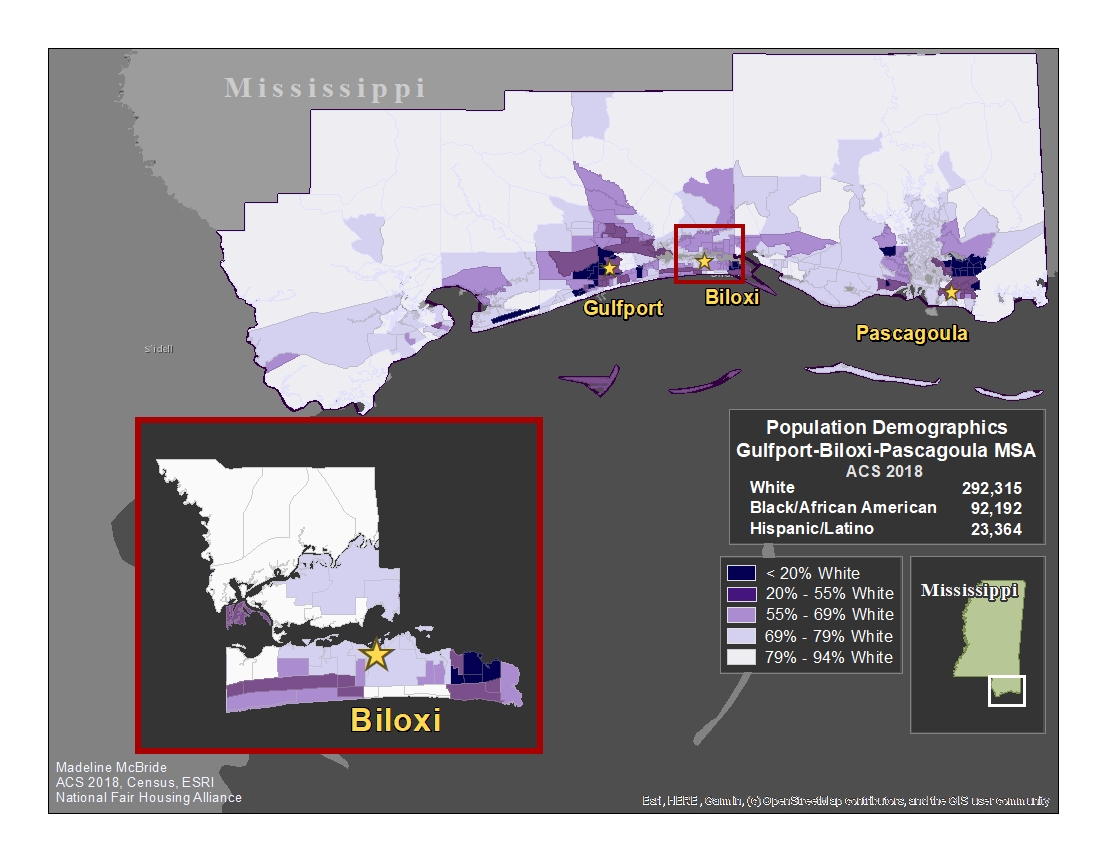 Mississippi
Gulfport
Biloxi
Pascagoula
Slidell
Population Demographics
Gulfport-Biloxi-Pascagoula MSA
ACS 2018
White 292,315
Black/African American 92,192
Hispanic/Latino 23,364
< 20% White
20% - 55% White
55% - 69% White
69% - 79% White
79% - 94% White
Mississippi
Biloxi
Madeline McBride
ACS 2018, Census, ESRI
National Fair Housing Alliance
Esri, HERE, Garmin, (c) OpenStreetMap contributors, and the GIS user community